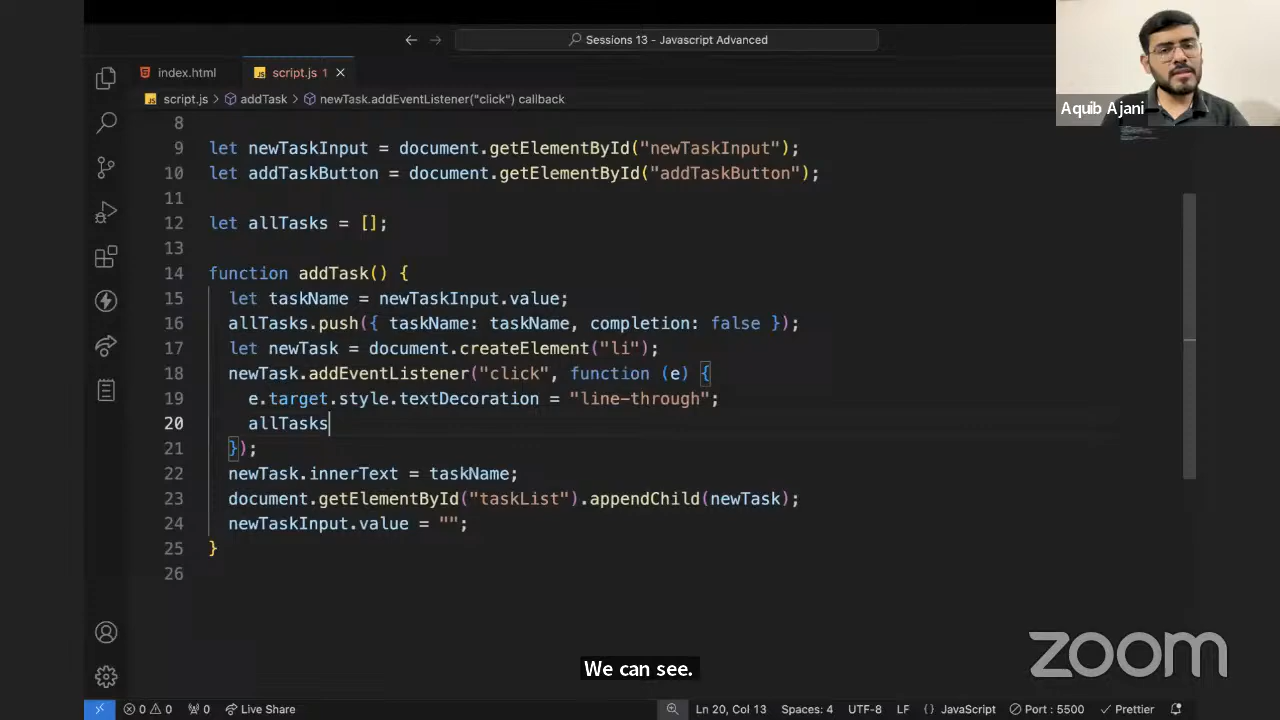 Sessions 13 - Javascript Advanced
Aquib Ajani
index.html
script.js 1
script.js > addTask > newTask.addEventListener("click") callback
8
9 let newTaskInput = document.getElementById("newTaskInput");
10 let addTaskButton = document.getElementById("addTaskButton");
11
12 let allTasks = [];
13
14 function addTask() {
15 let taskName = newTaskInput.value;
16 allTasks.push({ taskName: taskName, completion: false });
17 let newTask = document.createElement("li");
18 newTask.addEventListener("click", function (e) {
19 e.target.style.textDecoration = "line-through";
20 allTasks
21 });
22 newTask.innerText = taskName;
23 document.getElementById("taskList").appendChild(newTask);
24 newTaskInput.value = "";
25 }
26
We can see.
zoom
0 0 0 Live Share Ln 20, Col 13 Spaces: 4 UTF-8 LF {} JavaScript Port : 5500 Prettier